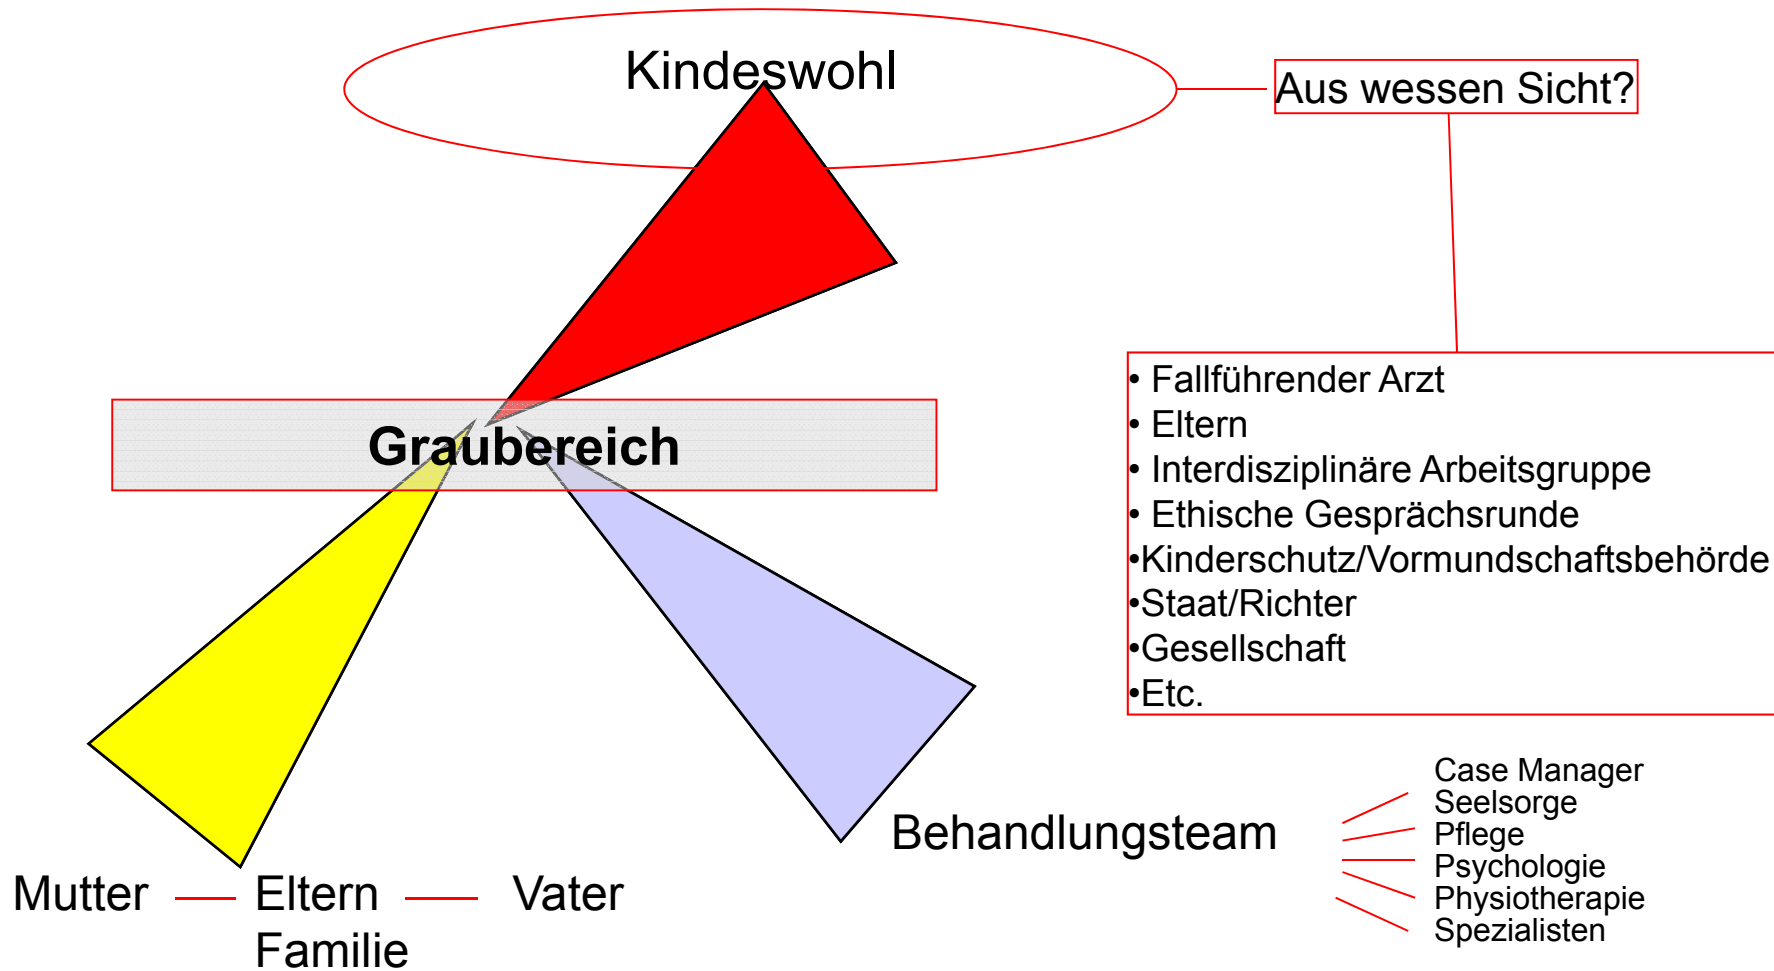 Kindeswohl
Aus wessen Sicht?
• Fallführender Arzt
• Eltern
• Interdisziplinäre Arbeitsgruppe
• Ethische Gesprächsrunde
•Kinderschutz/Vormundschaftsbehörde
•Staat/Richter
•Gesellschaft
•Etc.
Graubereich
Behandlungsteam
Case Manager
Seelsorge
Pflege
Psychologie
Physiotherapie
Spezialisten
Mutter
Eltern
Familie
Vater